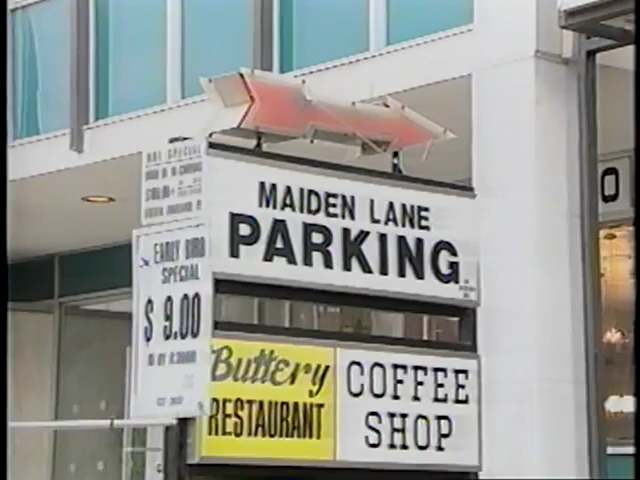 MAIDEN LANE
PARKING
EARLY BIRD
SPECIAL
$ 9.00
Buttery
RESTAURANT
COFFEE
SHOP
O